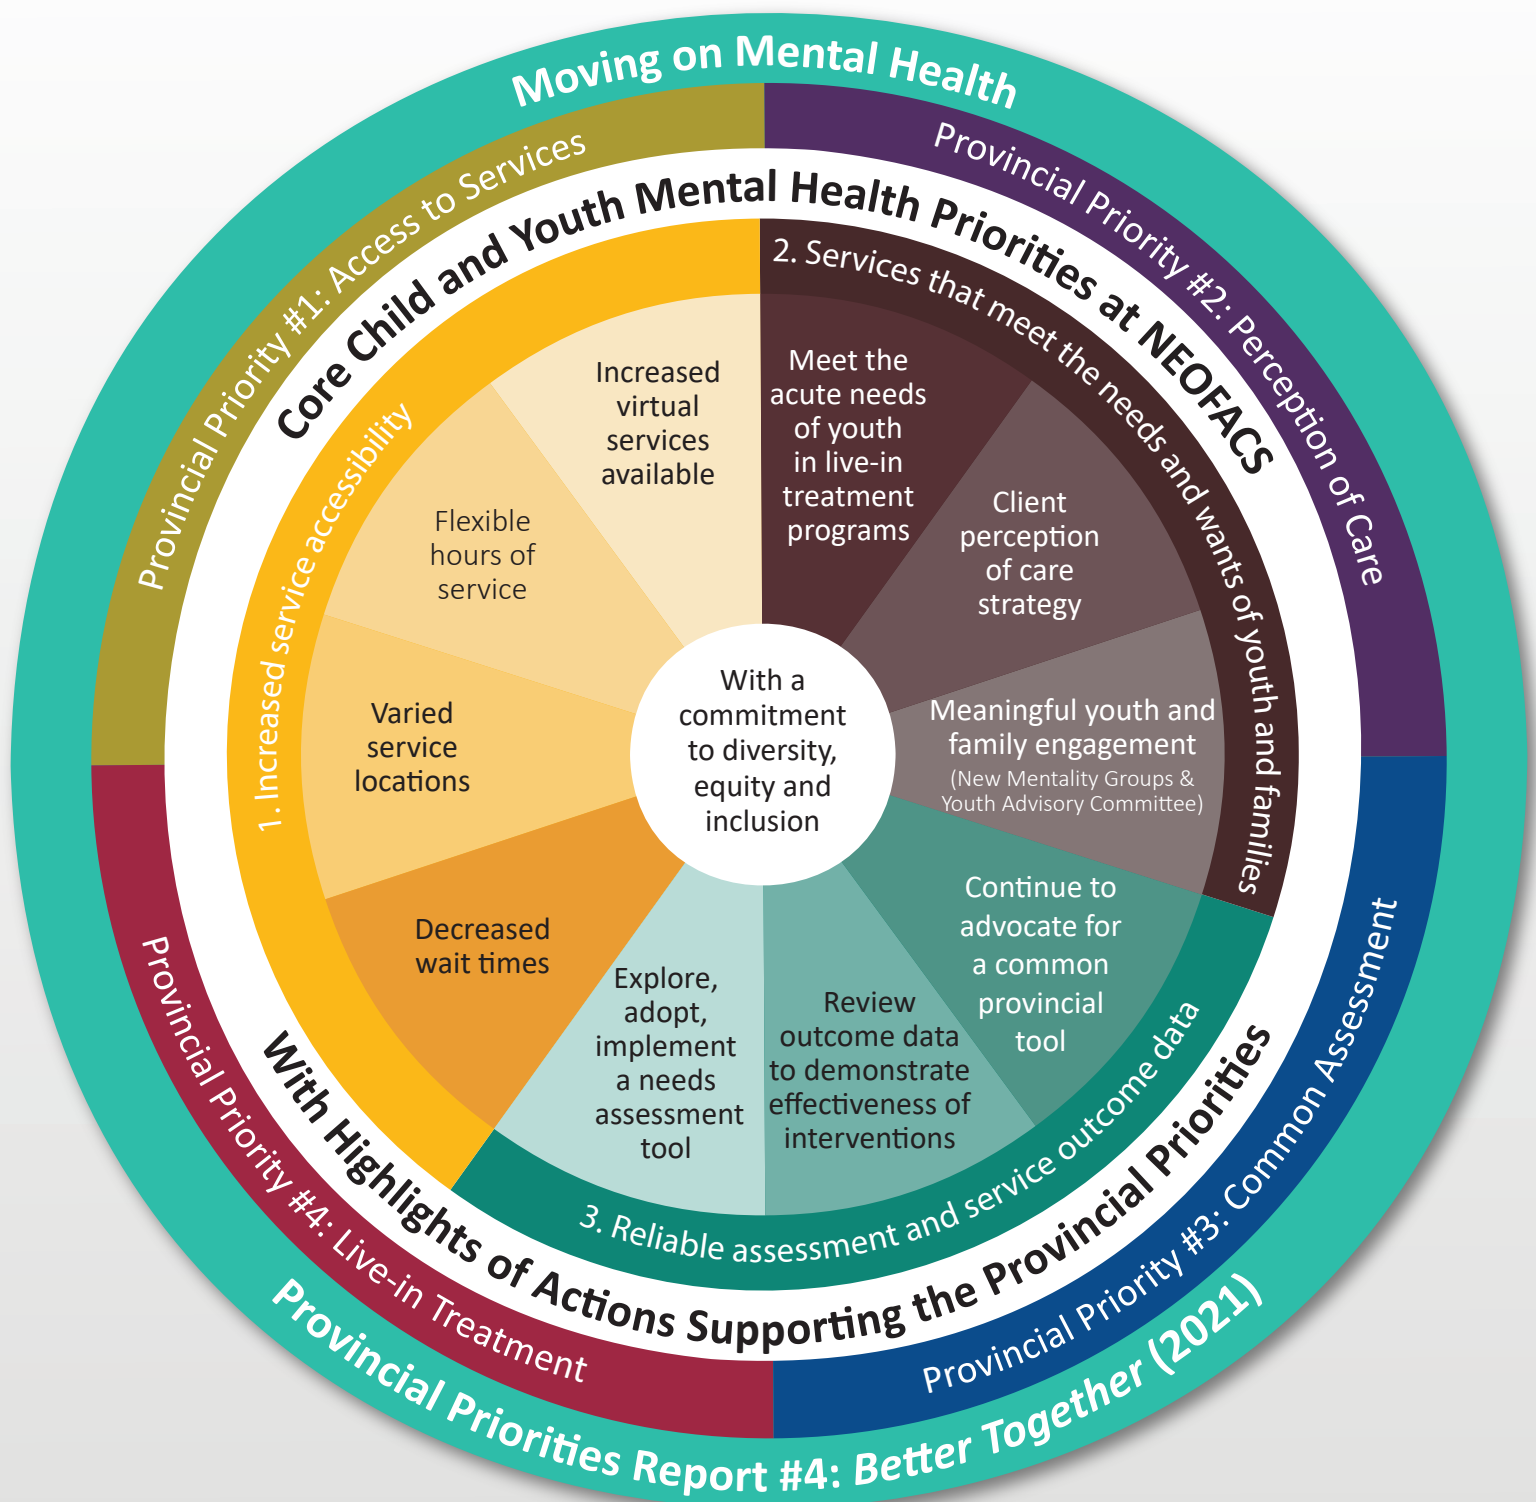 Moving on Mental Health
Provincial Priority #1: Access to Services
Provincial Priority #2: Perception of Care
Core Child and Youth Mental Health Priorities at NEOFACS
1. Increased service accessibility
Increased
virtual
services
available
Flexible
hours of
service
Varied
service
locations
Decreased
wait times
2. Services that meet the needs and wants of youth and families
Meet the
acute needs
of youth
in live-in
treatment
programs
Client
perception
of care
strategy
Meaningful youth and
family engagement
(New Mentality Groups &
Youth Advisory Committee)
With a
commitment
to diversity,
equity and
inclusion
Continue to
advocate for
a common
provincial
tool
Review
outcome data
to demonstrate
effectiveness of
interventions
Explore,
adopt,
implement
a needs
assessment
tool
3. Reliable assessment and service outcome data
With Highlights of Actions Supporting the Provincial Priorities
Provincial Priority #3: Common Assessment
Provincial Priority #4: Live-in Treatment
Provincial Priorities Report #4: Better Together (2021)